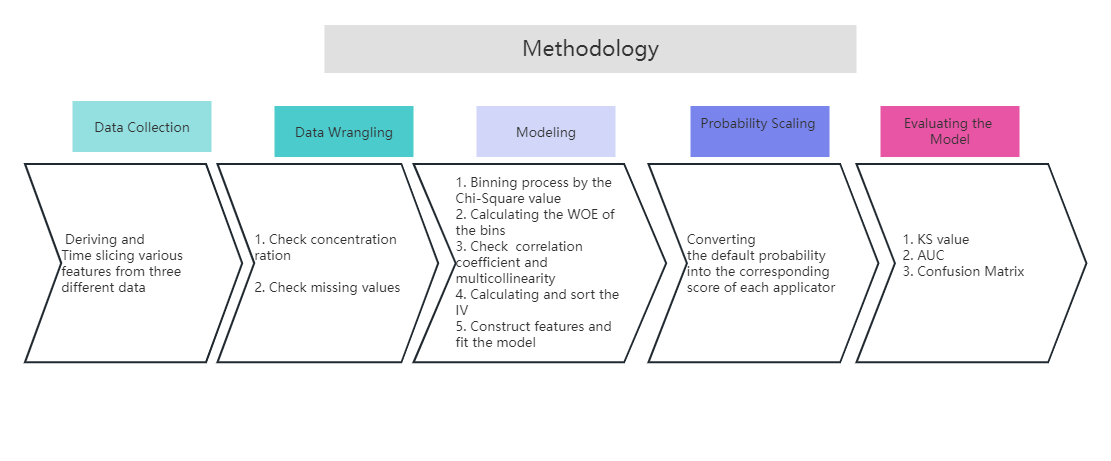 Methodology
Data Collection
Data Wrangling
Modeling
Probability Scaling
Evaluating the
Model
Deriving and
Time slicing various
features from three
different data
1. Check concentration
ration
2. Check missing values
1. Binning process by the
Chi-Square value
2. Calculating the WOE of
the bins
3. Check correlation
coefficient and
multicollinearity
4. Calculating and sort the
IV
5. Construct features and
fit the model
Converting
the default probability
into the corresponding
score of each applicator
1. KS value
2. AUC
3. Confusion Matrix